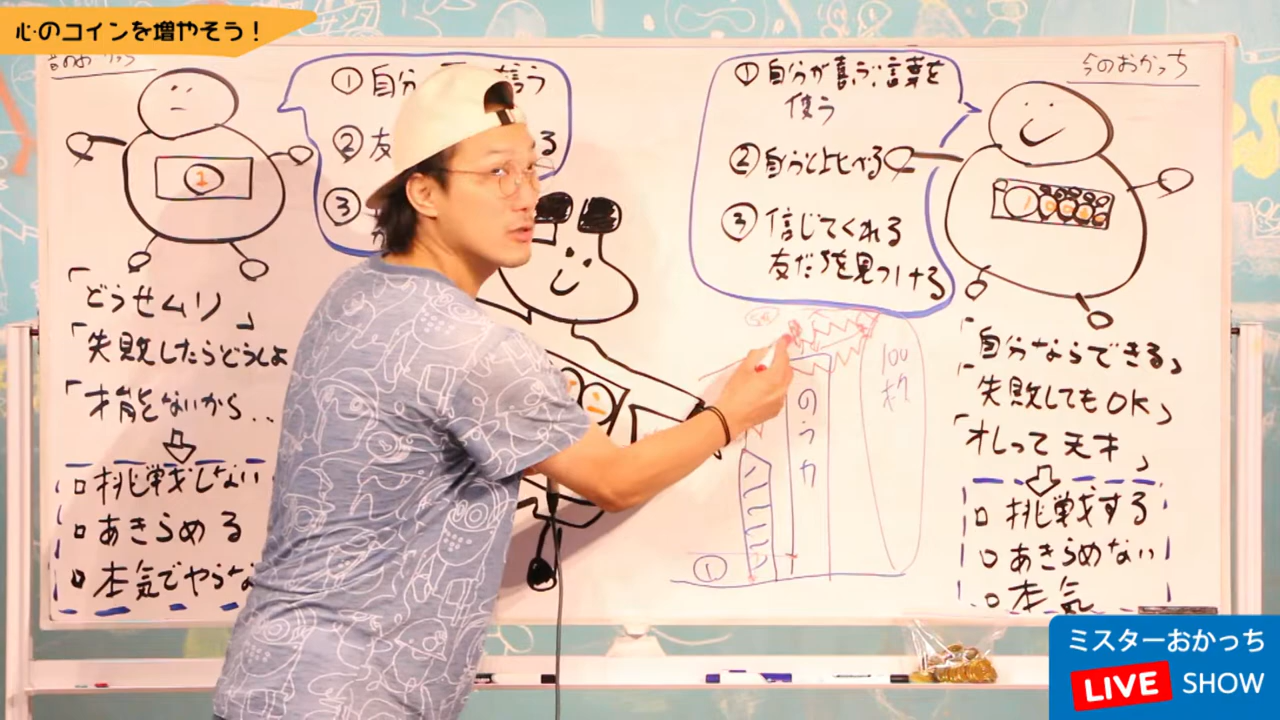 心のコインを増やそう！
① 自分
言う
② 友
る
③
① 自分が喜ぶ言葉を
使う
② 自分と比べる
③ 信じてくれる
友だちを見つける
今のおかっち
1
「どうせムリ」
「失敗したらどうしよ
「才能ないから..
挑戦しない
あきらめる
本気でやらな
のうカ
100
枚
①
「自分ならできる」
「失敗してもOK」
「オレって天才」
挑戦する
あきらめない
本気
ミスターおかっち
LIVE SHOW